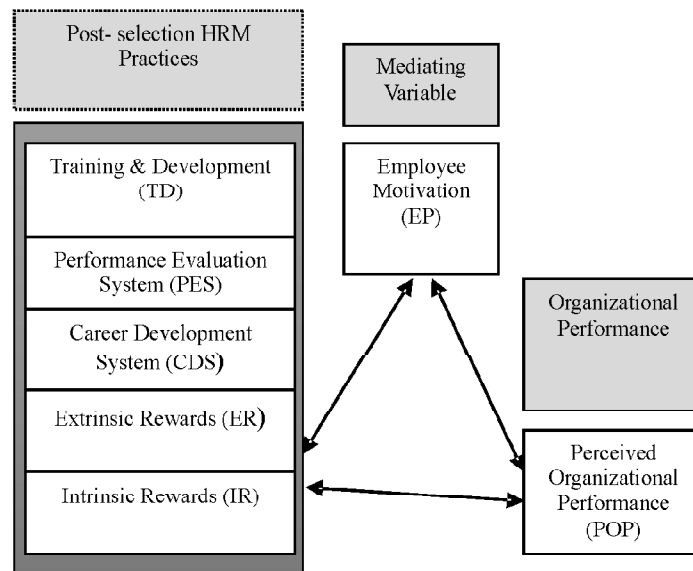 Post- selection HRM
Practices
Mediating
Variable
Training & Development
(TD)
Employee
Motivation
(EP)
Performance Evaluation
System (PES)
Career Development
System (CDS)
Extrinsic Rewards (ER)
Intrinsic Rewards (IR)
Organizational
Performance
Perceived
Organizational
Performance
(POP)